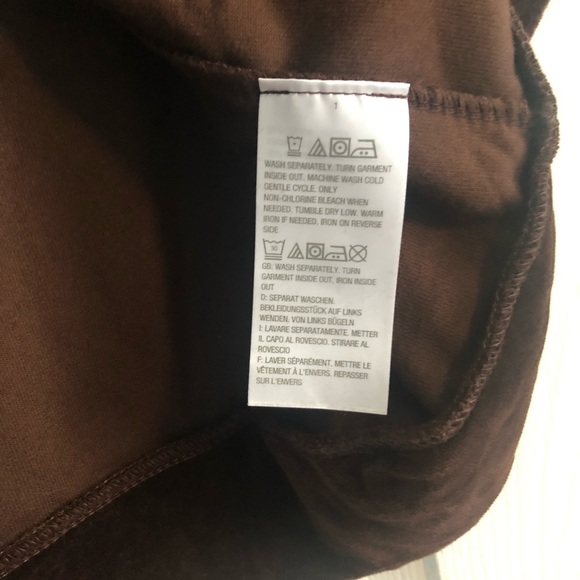 1
WASH SEPARATELY. TURN GARMENT
INSIDE OUT. MACHINE WASH COLD
GENTLE CYCLE. ONLY
NON-CHLORINE BLEACH WHEN
NEEDED. TUMBLE DRY LOW. WARM
IRON IF NEEDED. IRON ON REVERSE
SIDE
30
GB: WASH SEPARATELY. TURN
GARMENT INSIDE OUT. IRON INSIDE
OUT
D: SEPARAT WASCHEN.
BEKLEIDUNGSSTÜCK AUF LINKS
WENDEN. VON LINKS BÜGELN
I: LAVARE SEPARATAMENTE. METTER
IL CAPO AL ROVESCIO. STIRARE AL
ROVESCIO
F: LAVER SÉPARÉMENT. METTRE LE
VÊTEMENT À L'ENVERS. REPASSER
SUR L'ENVERS